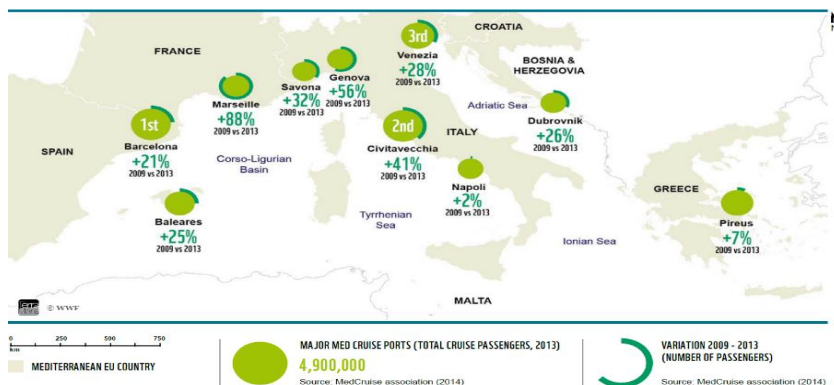 CROATIA
FRANCE
3rd
Venezia
+28%
2009 vs 2013
BOSNIA &
HERZEGOVIA
Genova
+56%
2009 vs 2013
Savona
+32%
2009 vs 2013
Marseille
+88%
2009 vs 2013
Adriatic Sea
Dubrovnik
+26%
2009 vs 2013
1st
Barcelona
+21%
2009 vs 2013
2nd
Civitavecchia
+41%
2009 vs 2013
ITALY
SPAIN
Corso-Ligurian
Basin
Napoli
+2%
2009 vs 2013
GREECE
Baleares
+25%
2009 vs 2013
Tyrrhenian
Sea
Pireus
+7%
2009 vs 2013
Ionian Sea
MALTA
© WWF
0 250 500 750
km
MEDITERRANEAN EU COUNTRY
MAJOR MED CRUISE PORTS (TOTAL CRUISE PASSENGERS, 2013)
4,900,000
Source: MedCruise association (2014)
VARIATION 2009 - 2013
(NUMBER OF PASSENGERS)
Source: MedCruise association (2014)